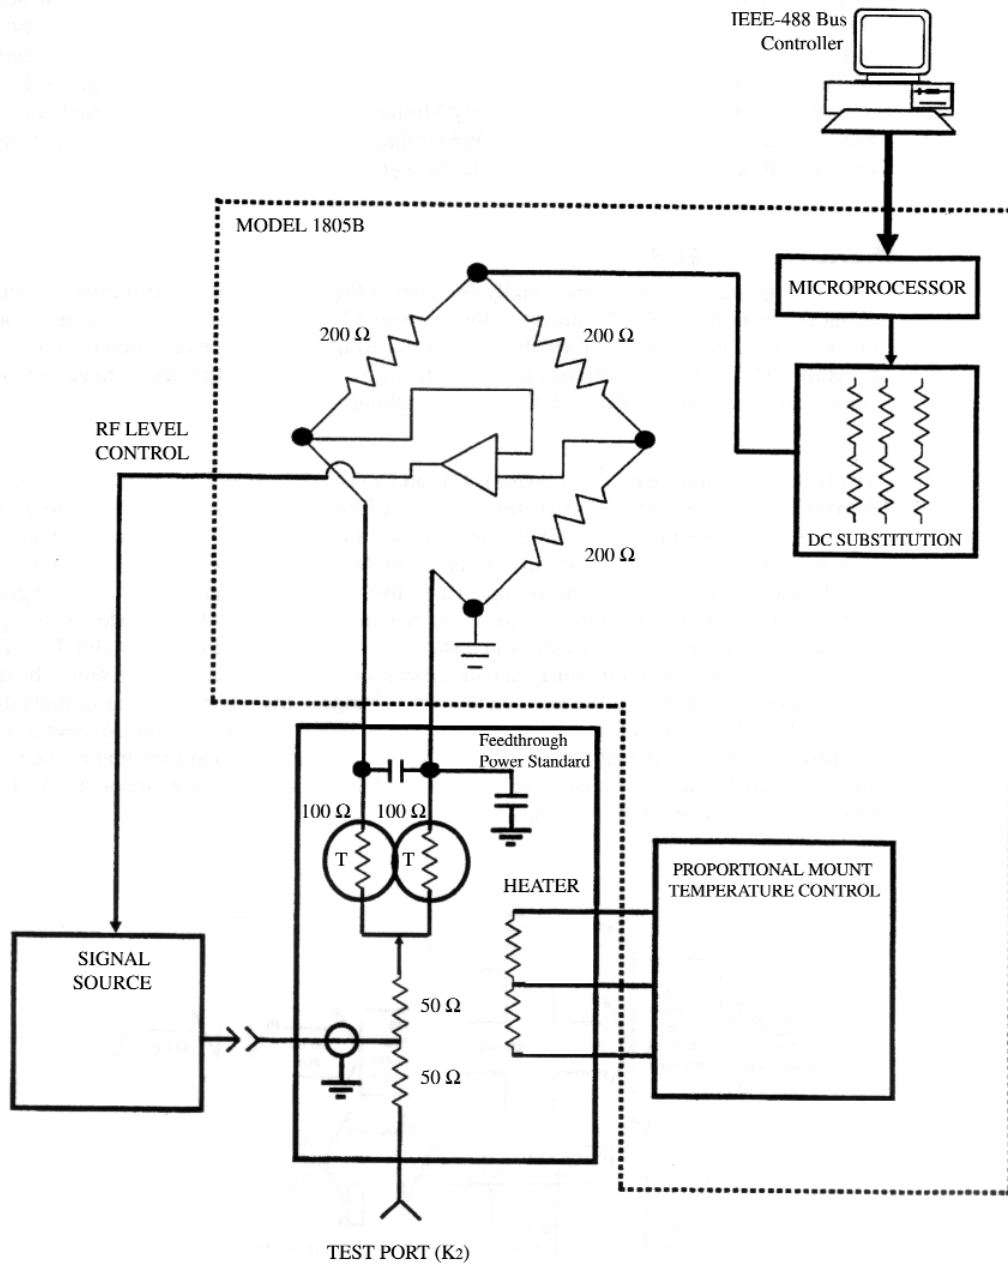 IEEE-488 Bus
Controller
MODEL 1805B
MICROPROCESSOR
200 Ω
200 Ω
RF LEVEL
CONTROL
DC SUBSTITUTION
200 Ω
Feedthrough
Power Standard
100 Ω
100 Ω
T
T
HEATER
PROPORTIONAL MOUNT
TEMPERATURE CONTROL
SIGNAL
SOURCE
50 Ω
50 Ω
TEST PORT (K2)